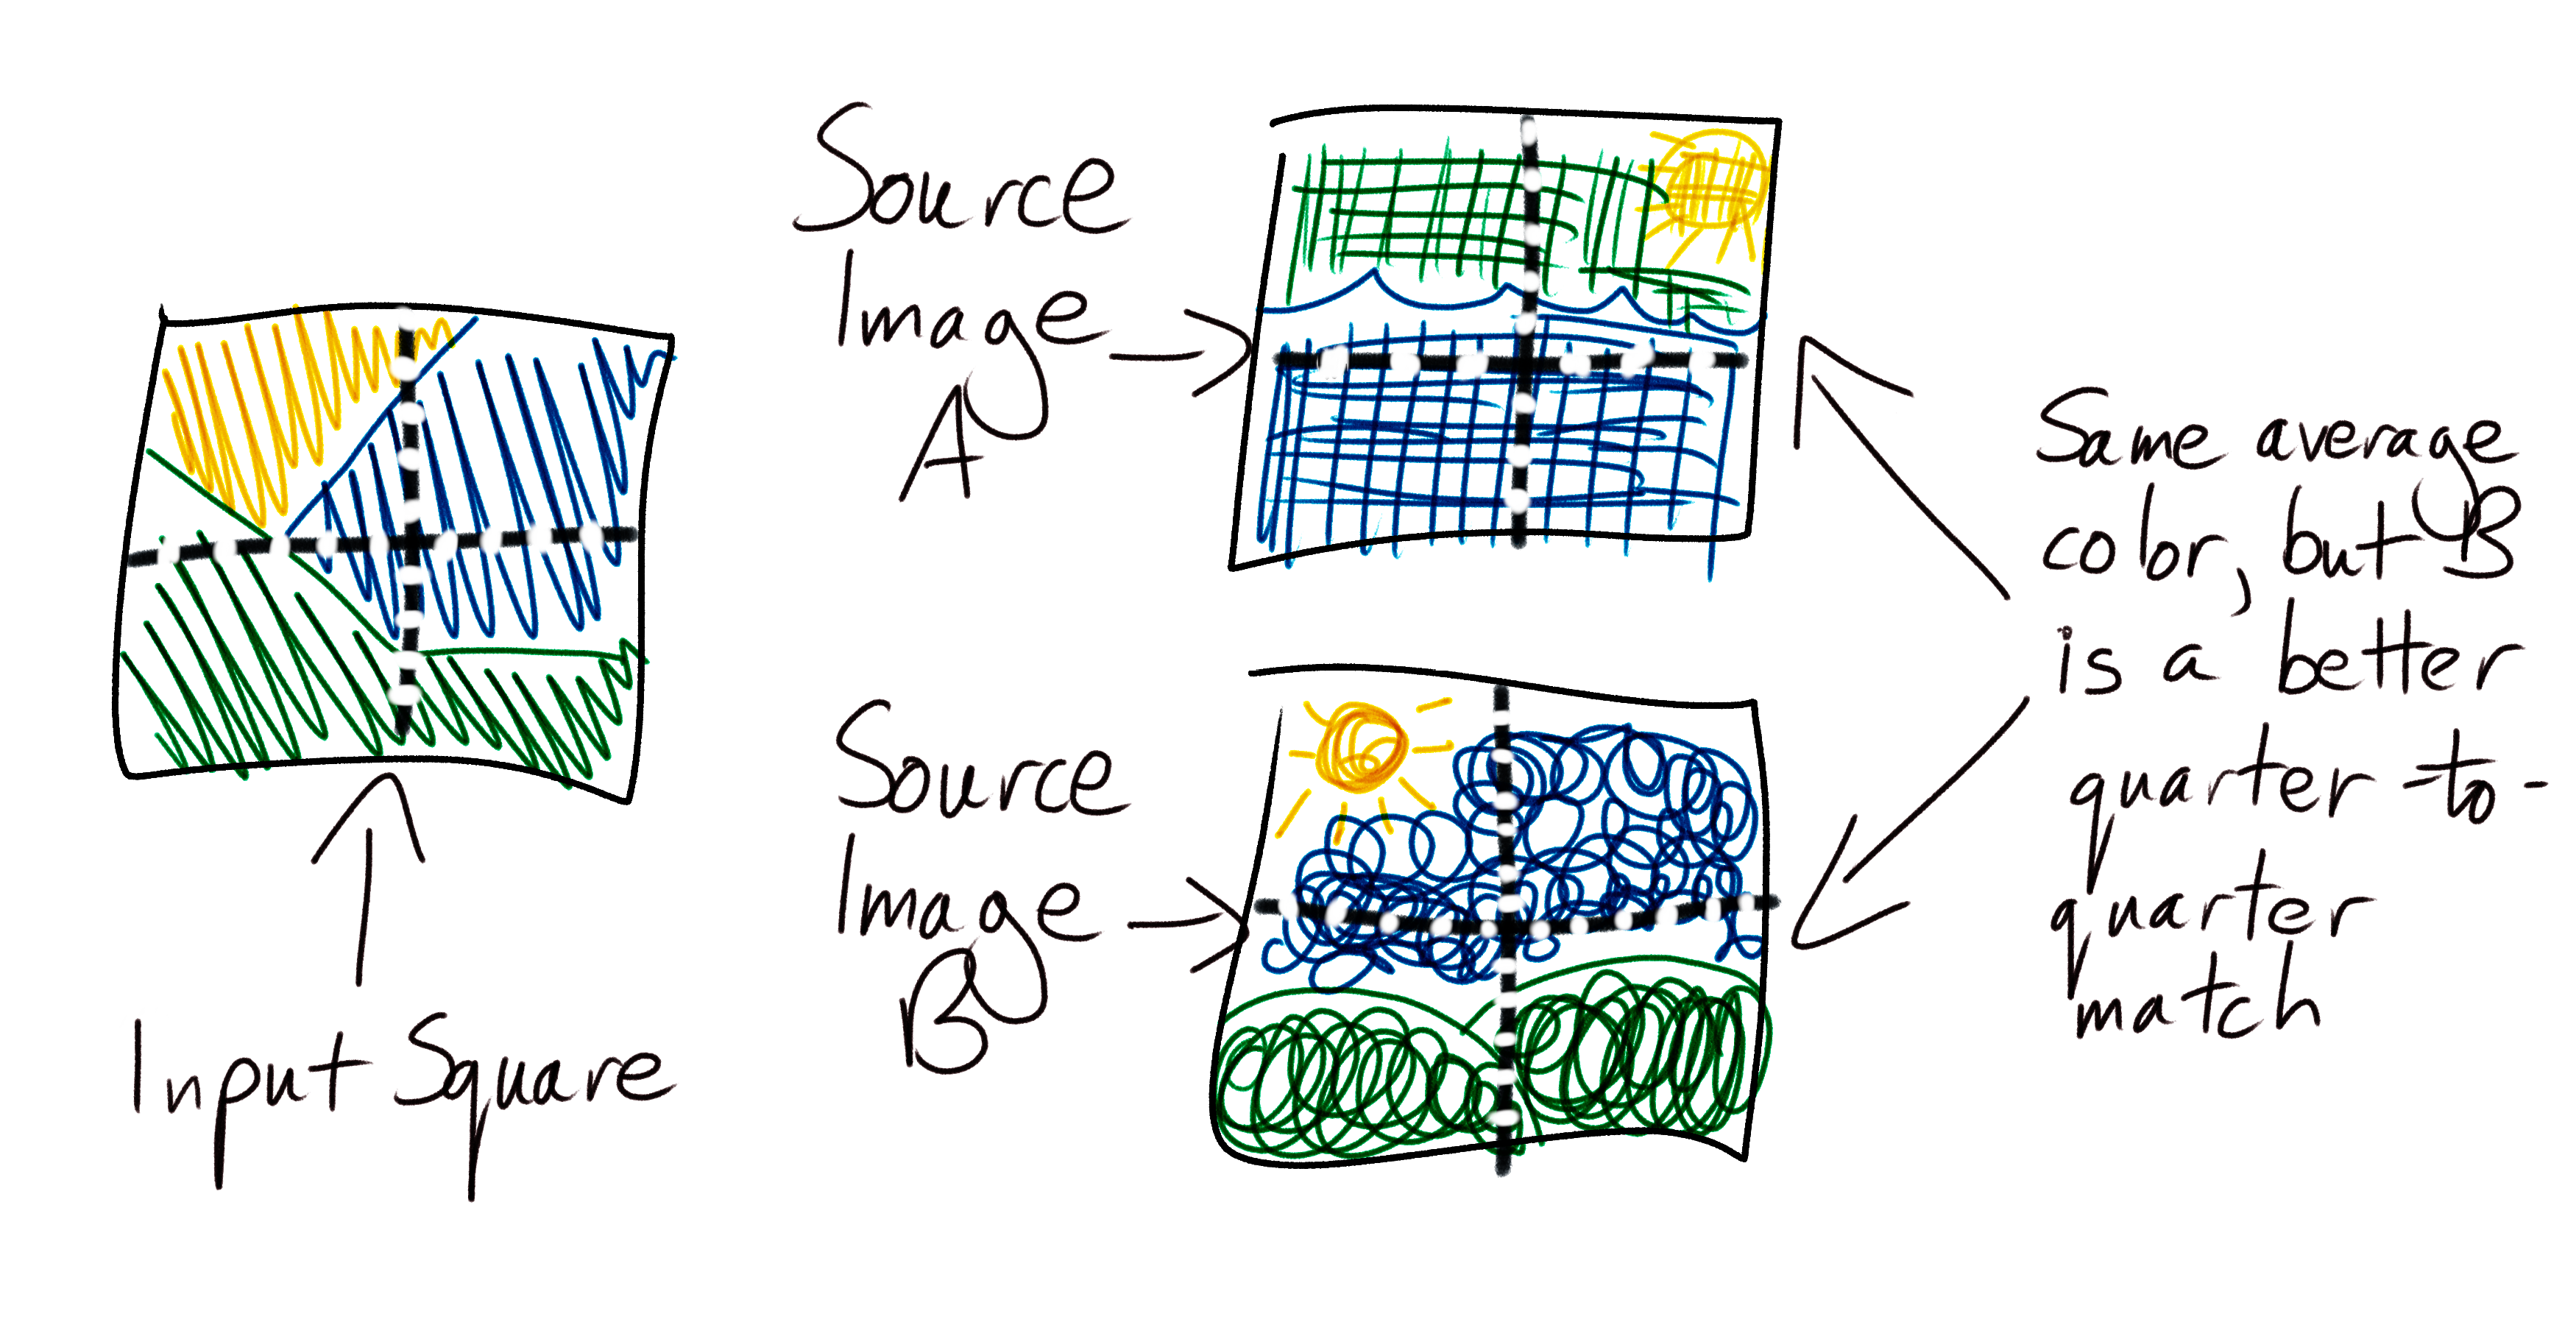 Source
Image
A
Input Square
Source
Image
B
Same average
color, but B
is a better
quarter-to-
quarter
match